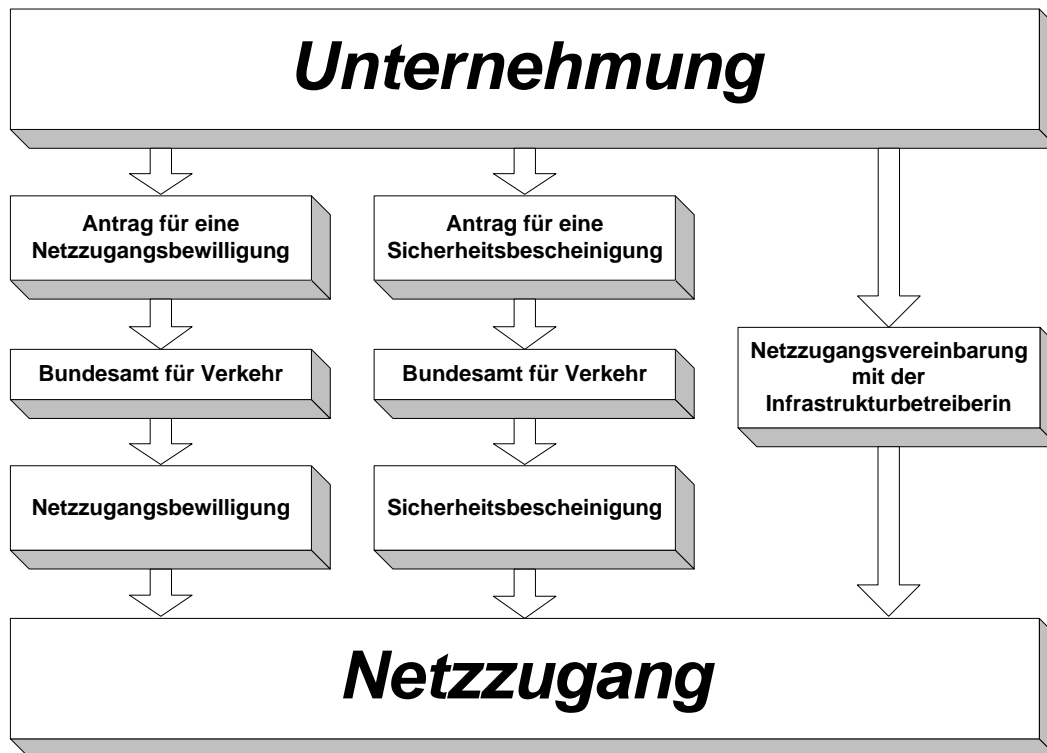 Unternehmung
Antrag für eine
Netzzugangsbewilligung
Antrag für eine
Sicherheitsbescheinigung
Netzzugangsvereinbarung
mit der
Infrastrukturbetreiberin
Bundesamt für Verkehr
Bundesamt für Verkehr
Netzzugangsbewilligung
Sicherheitsbescheinigung
Netzzugang